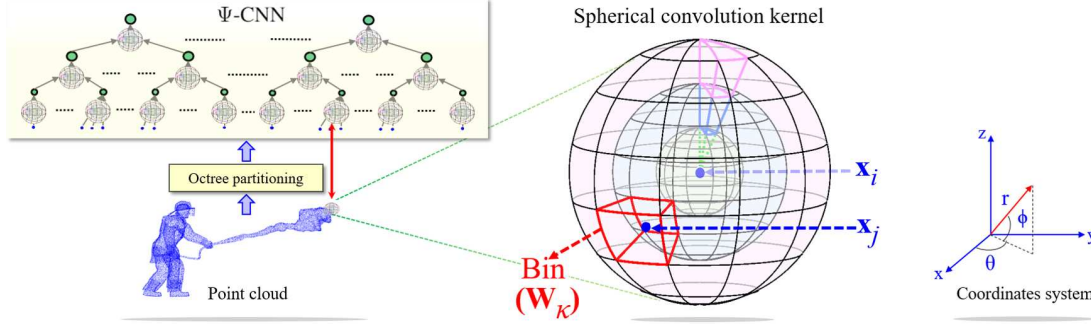 Ψ-CNN
Octree partitioning
Point cloud
Spherical convolution kernel
x_i
x_j
Bin
(W_κ)
z
r
ϕ
y
x
θ
Coordinates system